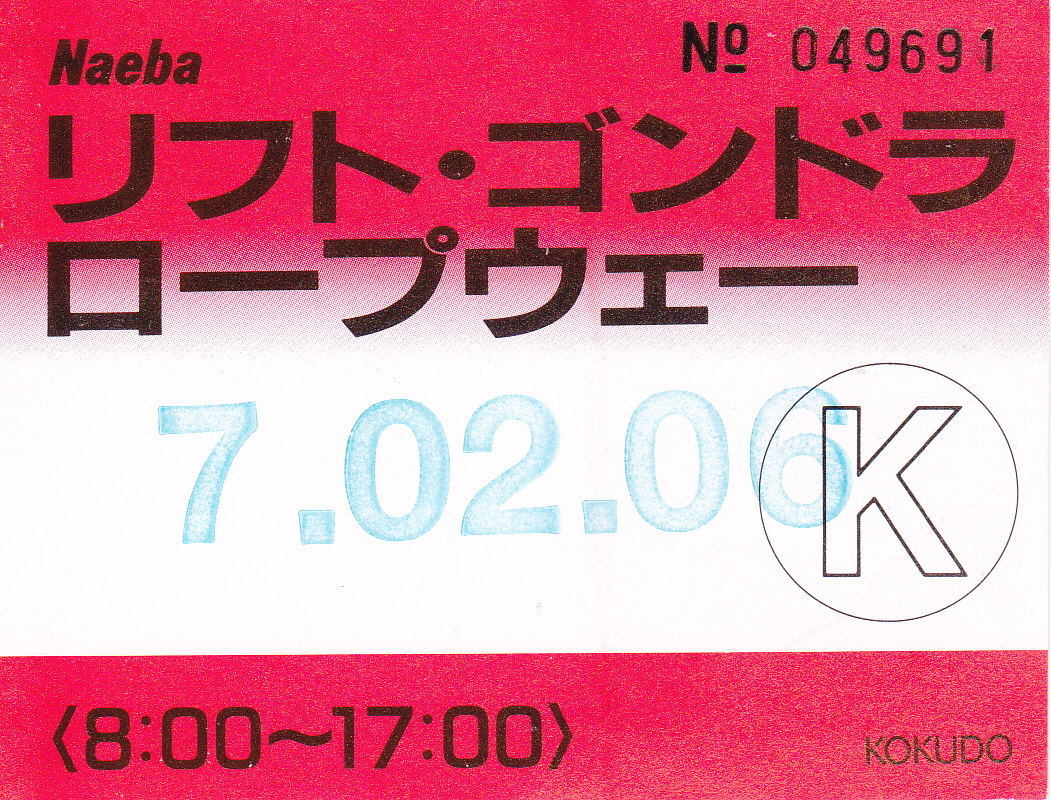 Naeba
№ 049691
リフト・ゴンドラ
ロープウェー
7.02.06
K
〈8:00〜17:00〉
KOKUDO